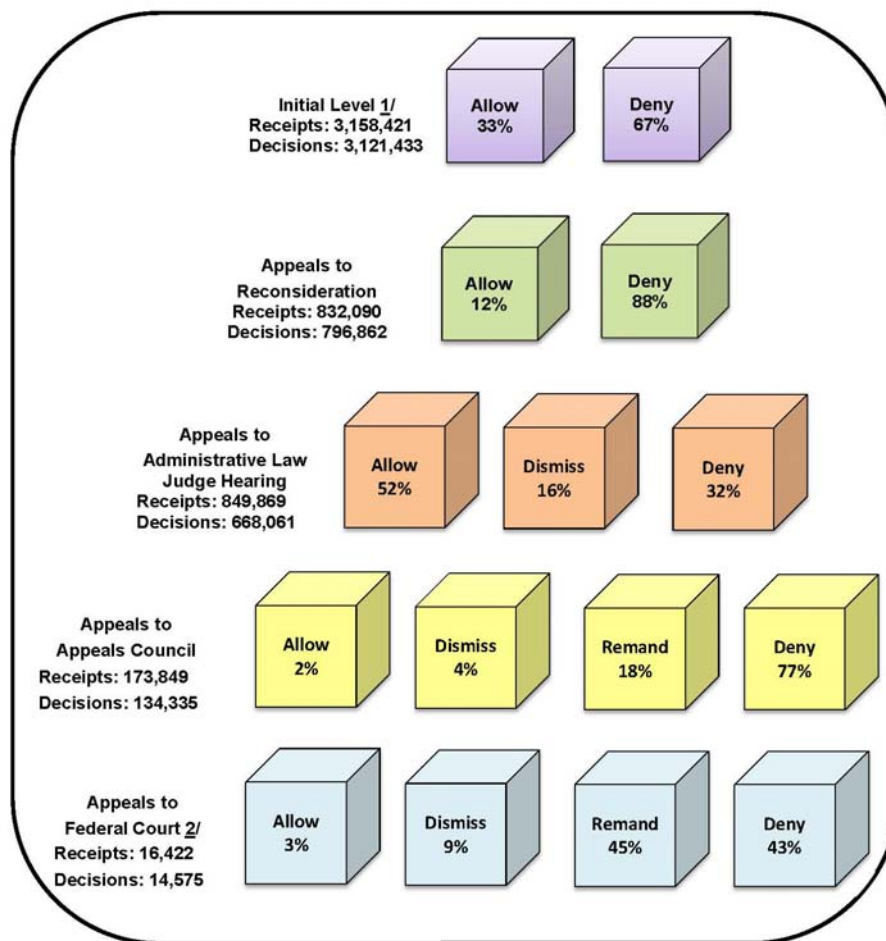 Initial Level 1/
Receipts: 3,158,421
Decisions: 3,121,433
Allow
33%
Deny
67%
Appeals to
Reconsideration
Receipts: 832,090
Decisions: 796,862
Allow
12%
Deny
88%
Appeals to
Administrative Law
Judge Hearing
Receipts: 849,869
Decisions: 668,061
Allow
52%
Dismiss
16%
Deny
32%
Appeals to
Appeals Council
Receipts: 173,849
Decisions: 134,335
Allow
2%
Dismiss
4%
Remand
18%
Deny
77%
Appeals to
Federal Court 2/
Receipts: 16,422
Decisions: 14,575
Allow
3%
Dismiss
9%
Remand
45%
Deny
43%